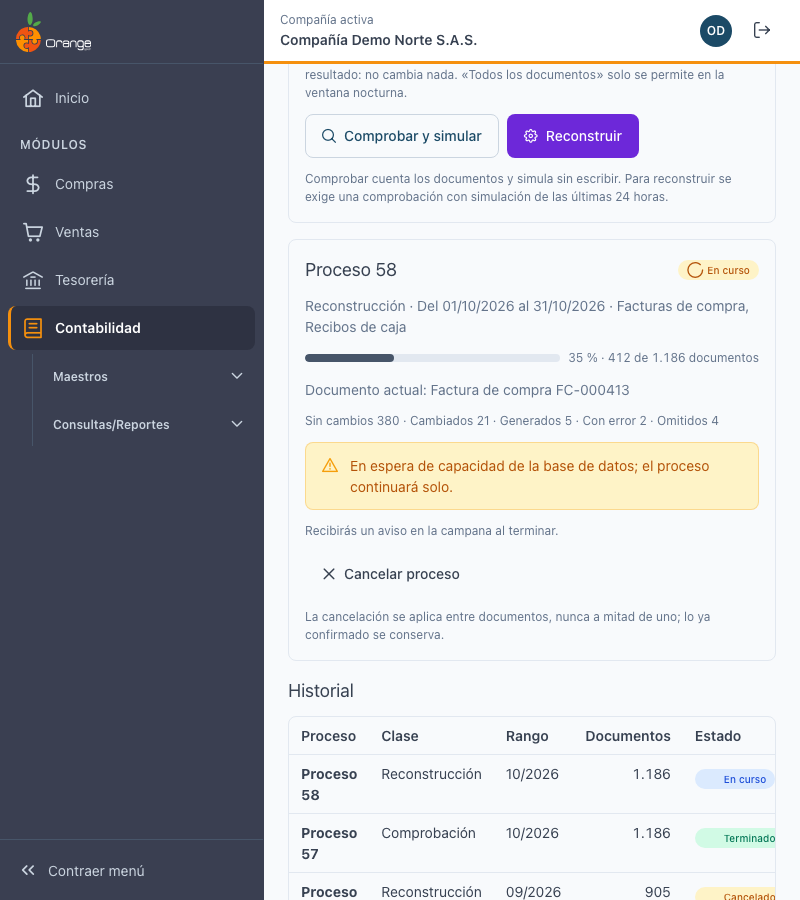 Orange
Compañía activa
Compañía Demo Norte S.A.S.
OD
Inicio
MÓDULOS
Compras
Ventas
Tesorería
Contabilidad
Maestros
Consultas/Reportes
Contraer menú
resultado: no cambia nada. «Todos los documentos» solo se permite en la
ventana nocturna.
Comprobar y simular
Reconstruir
Comprobar cuenta los documentos y simula sin escribir. Para reconstruir se
exige una comprobación con simulación de las últimas 24 horas.
Proceso 58
En curso
Reconstrucción · Del 01/10/2026 al 31/10/2026 · Facturas de compra,
Recibos de caja
35 % · 412 de 1.186 documentos
Documento actual: Factura de compra FC-000413
Sin cambios 380 · Cambiados 21 · Generados 5 · Con error 2 · Omitidos 4
En espera de capacidad de la base de datos; el proceso
continuará solo.
Recibirás un aviso en la campana al terminar.
Cancelar proceso
La cancelación se aplica entre documentos, nunca a mitad de uno; lo ya
confirmado se conserva.
Historial
Proceso Clase Rango Documentos Estado
Proceso 58 Reconstrucción 10/2026 1.186 En curso
Proceso 57 Comprobación 10/2026 1.186 Terminado
Proceso Reconstrucción 09/2026 905 Cancelado